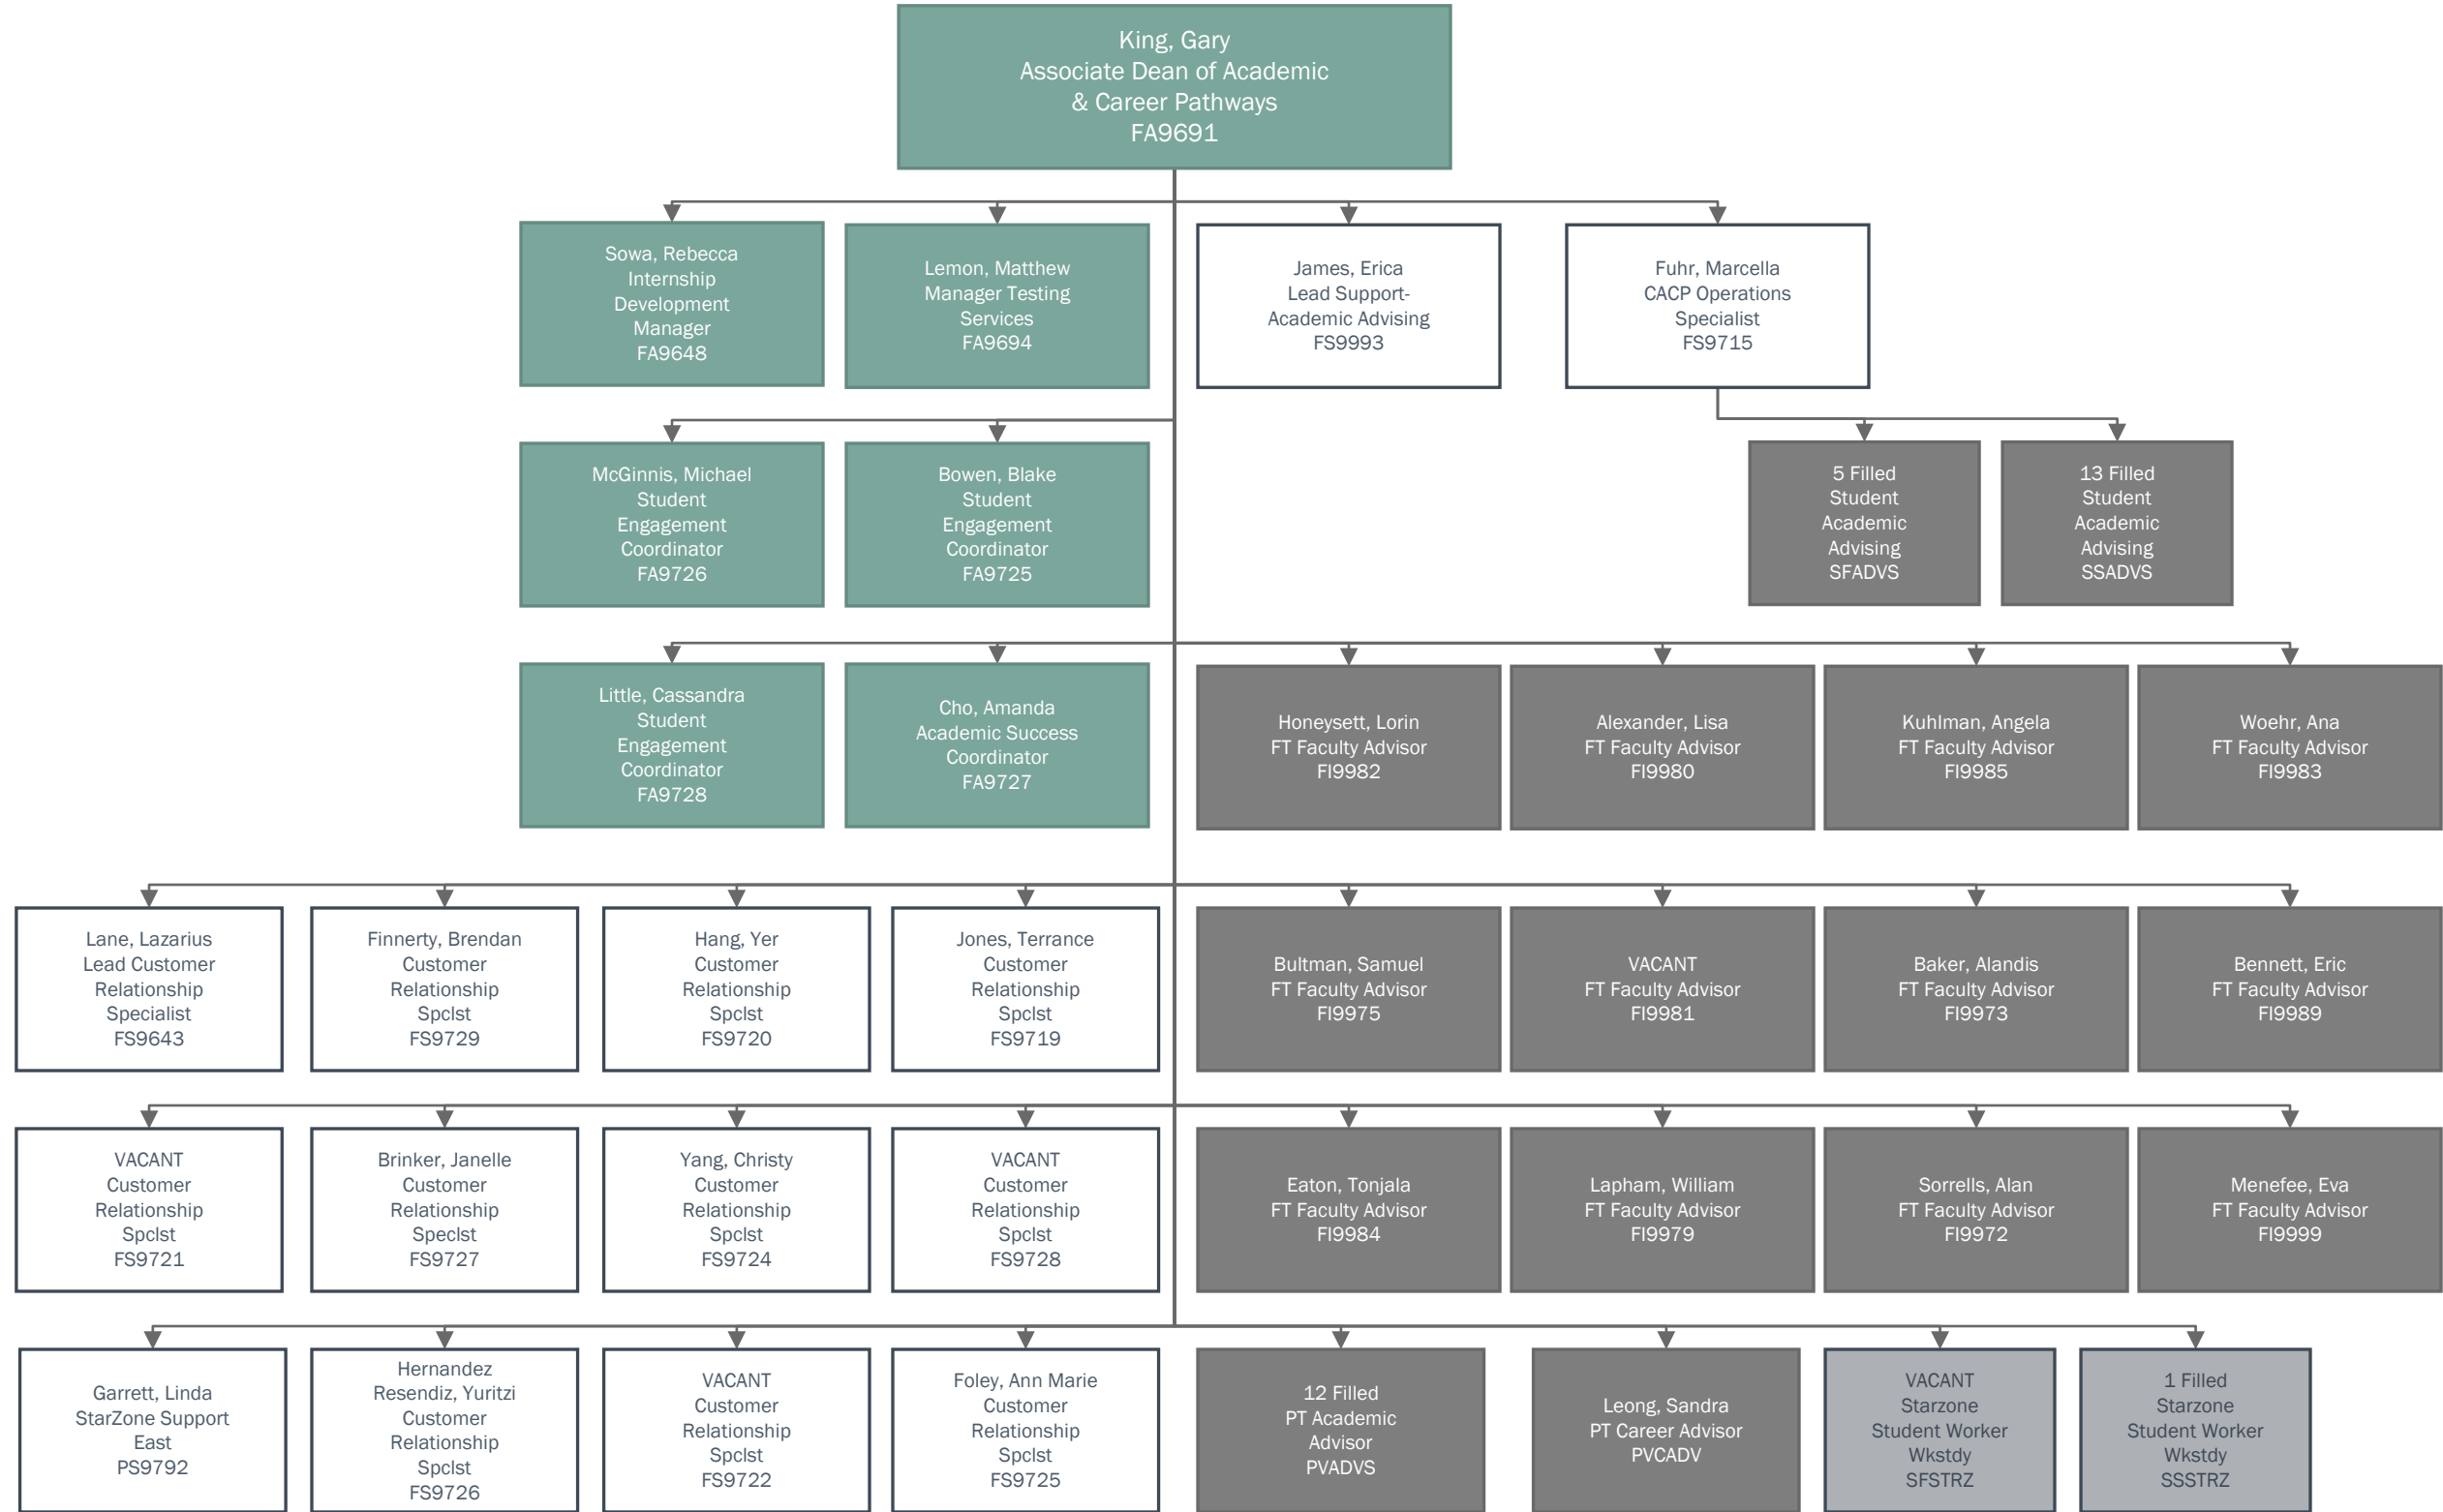 King, Gary
Associate Dean of Academic
& Career Pathways
FA9691
Sowa, Rebecca
Internship
Development
Manager
FA9648
Lemon, Matthew
Manager Testing
Services
FA9694
James, Erica
Lead Support-
Academic Advising
FS9993
Fuhr, Marcella
CACP Operations
Specialist
FS9715
McGinnis, Michael
Student
Engagement
Coordinator
FA9726
Bowen, Blake
Student
Engagement
Coordinator
FA9725
5 Filled
Student
Academic
Advising
SFADVS
13 Filled
Student
Academic
Advising
SSADVS
Little, Cassandra
Student
Engagement
Coordinator
FA9728
Cho, Amanda
Academic Success
Coordinator
FA9727
Honeysett, Lorin
FT Faculty Advisor
FI9982
Alexander, Lisa
FT Faculty Advisor
FI9980
Kuhlman, Angela
FT Faculty Advisor
FI9985
Woehr, Ana
FT Faculty Advisor
FI9983
Lane, Lazarius
Lead Customer
Relationship
Specialist
FS9643
Finnerty, Brendan
Customer
Relationship
Spclst
FS9729
Hang, Yer
Customer
Relationship
Spclst
FS9720
Jones, Terrance
Customer
Relationship
Spclst
FS9719
Bultman, Samuel
FT Faculty Advisor
FI9975
VACANT
FT Faculty Advisor
FI9981
Baker, Alandis
FT Faculty Advisor
FI9973
Bennett, Eric
FT Faculty Advisor
FI9989
VACANT
Customer
Relationship
Spclst
FS9721
Brinker, Janelle
Customer
Relationship
Speclst
FS9727
Yang, Christy
Customer
Relationship
Spclst
FS9724
VACANT
Customer
Relationship
Spclst
FS9728
Eaton, Tonjala
FT Faculty Advisor
FI9984
Lapham, William
FT Faculty Advisor
FI9979
Sorrells, Alan
FT Faculty Advisor
FI9972
Menefee, Eva
FT Faculty Advisor
FI9999
Garrett, Linda
StarZone Support
East
PS9792
Hernandez
Resendiz, Yuritzi
Customer
Relationship
Spclst
FS9726
VACANT
Customer
Relationship
Spclst
FS9722
Foley, Ann Marie
Customer
Relationship
Spclst
FS9725
12 Filled
PT Academic
Advisor
PVADVS
Leong, Sandra
PT Career Advisor
PVCADV
VACANT
Starzone
Student Worker
Wkstdy
SFSTRZ
1 Filled
Starzone
Student Worker
Wkstdy
SSSTRZ